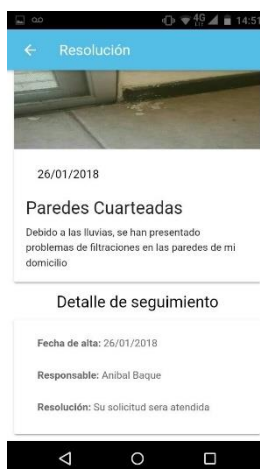 4G
14:51
Resolución
26/01/2018
Paredes Cuarteadas
Debido a las lluvias, se han presentado
problemas de filtraciones en las paredes de mi
domicilio
Detalle de seguimiento
Fecha de alta: 26/01/2018
Responsable: Anibal Baque
Resolución: Su solicitud sera atendida